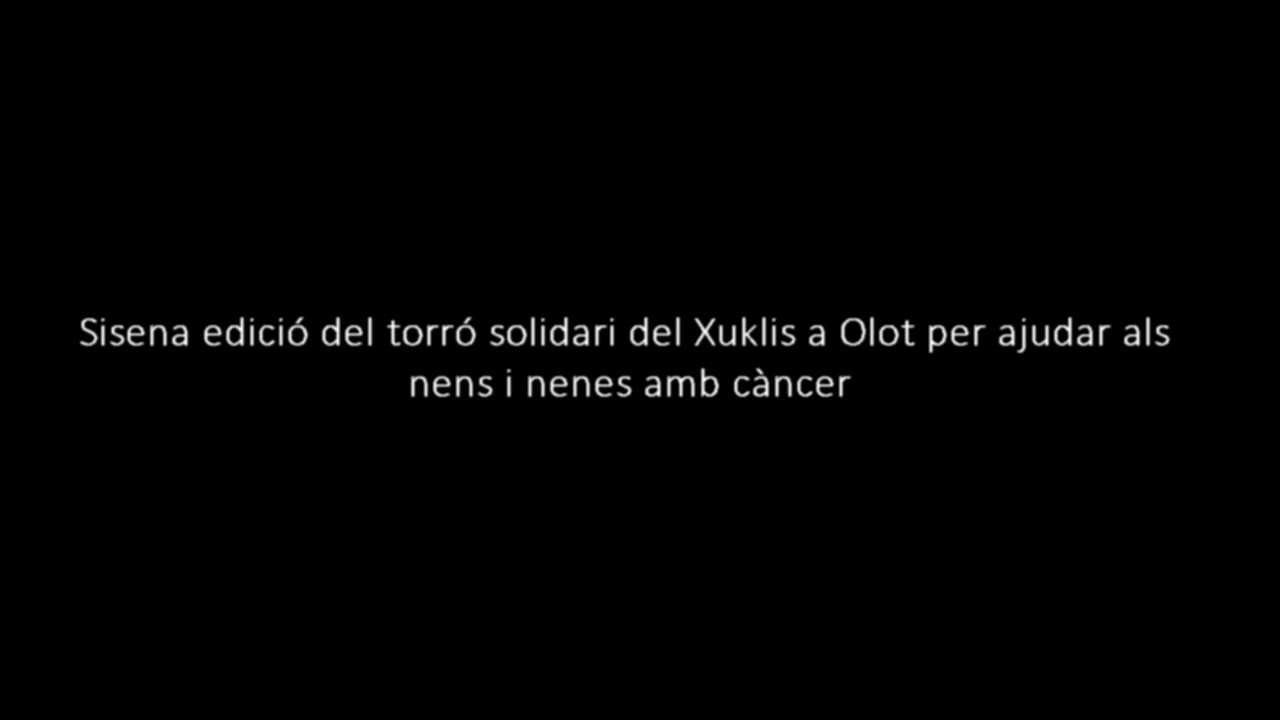 Sisena edició del torró solidari del Xuklis a Olot per ajudar als
nens i nenes amb càncer